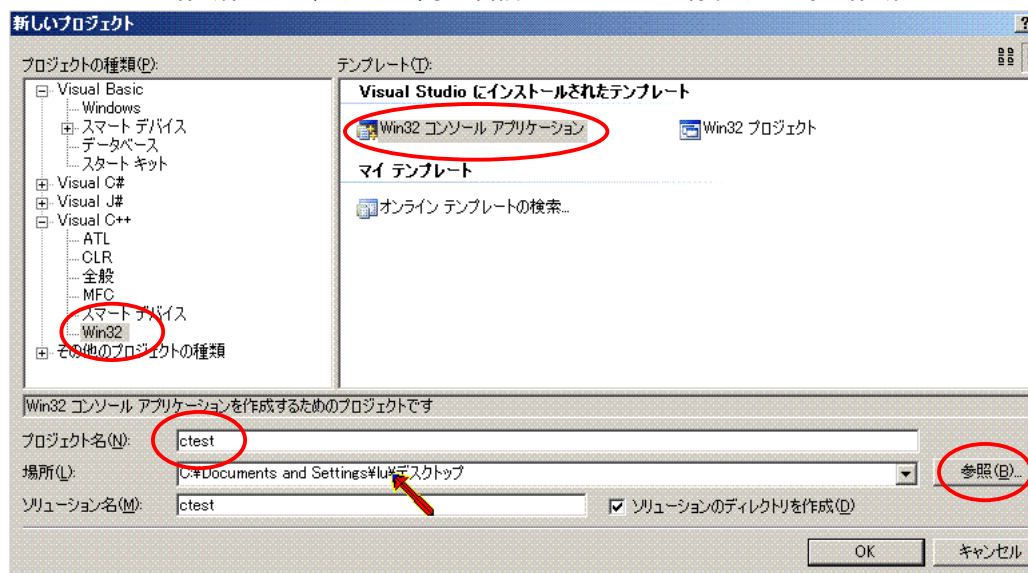 新しいプロジェクト
?
プロジェクトの種類(P):
テンプレート(T):
Visual Basic
Windows
スマート デバイス
データベース
スタート キット
Visual C#
Visual J#
Visual C++
ATL
CLR
全般
MFC
スマート デバイス
Win32
その他のプロジェクトの種類
Visual Studio にインストールされたテンプレート
Win32 コンソール アプリケーション
Win32 プロジェクト
マイ テンプレート
オンライン テンプレートの検索...
Win32 コンソール アプリケーションを作成するためのプロジェクトです
プロジェクト名(N):
ctest
場所(L):
C:¥Documents and Settings¥lu¥デスクトップ
参照(B)...
ソリューション名(M):
ctest
ソリューションのディレクトリを作成(D)
OK
キャンセル